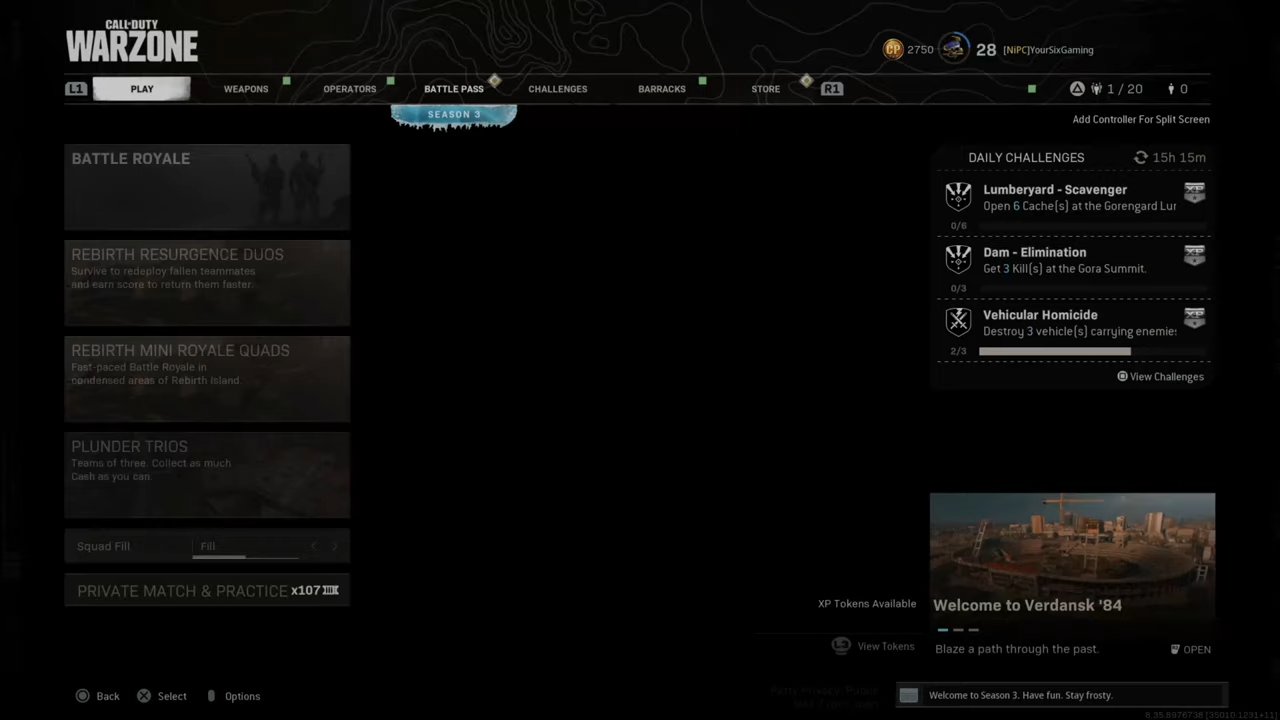 CALL OF DUTY
WARZONE
CP 2750 28 [NiPC]YourSixGaming
L1 PLAY WEAPONS OPERATORS BATTLE PASS CHALLENGES BARRACKS STORE R1 1 / 20 0
SEASON 3
Add Controller For Split Screen
BATTLE ROYALE
REBIRTH RESURGENCE DUOS
Survive to redeploy fallen teammates
and earn score to return them faster.
REBIRTH MINI ROYALE QUADS
Fast-paced Battle Royale in
condensed areas of Rebirth Island.
PLUNDER TRIOS
Teams of three. Collect as much
Cash as you can.
Squad Fill Fill
PRIVATE MATCH & PRACTICE x107
DAILY CHALLENGES 15h 15m
Lumberyard - Scavenger
XP
Open 6 Cache(s) at the Gorengard Lur
0/6
Dam - Elimination
XP
Get 3 Kill(s) at the Gora Summit.
0/3
Vehicular Homicide
XP
Destroy 3 vehicle(s) carrying enemies
2/3
View Challenges
XP Tokens Available
View Tokens
Welcome to Verdansk '84
Blaze a path through the past.
OPEN
Back Select Options
Party Privacy: Public
Welcome to Season 3. Have fun. Stay frosty.